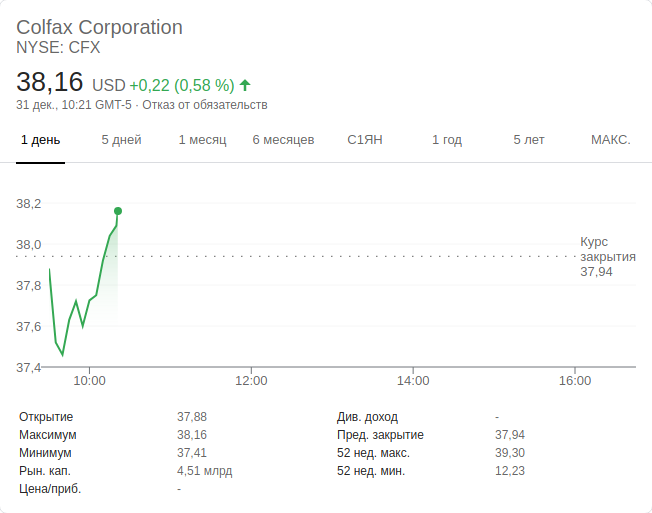 Colfax Corporation
NYSE: CFX
38,16 USD +0,22 (0,58 %)
31 дек., 10:21 GMT-5 · Отказ от обязательств
1 день 5 дней 1 месяц 6 месяцев С1ЯН 1 год 5 лет МАКС.
38,2
38,0
37,8
37,6
37,4
Курс
закрытия
37,94
10:00 12:00 14:00 16:00
Открытие 37,88 Див. доход -
Максимум 38,16 Пред. закрытие 37,94
Минимум 37,41 52 нед. макс. 39,30
Рын. кап. 4,51 млрд 52 нед. мин. 12,23
Цена/приб. -